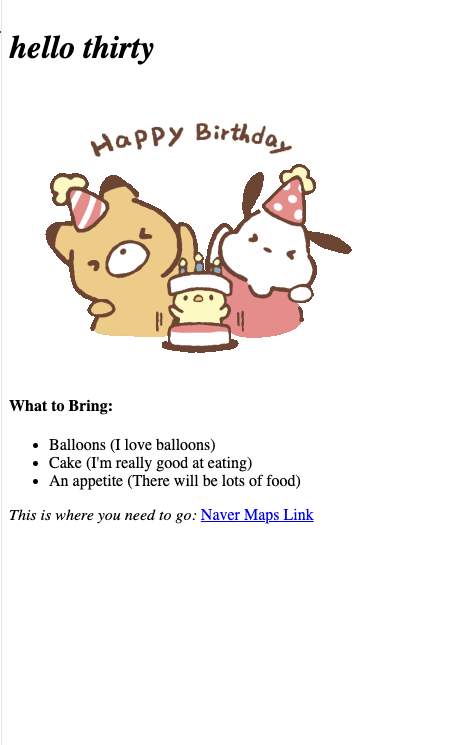 hello thirty
Happy Birthday
What to Bring:
Balloons (I love balloons)
Cake (I'm really good at eating)
An appetite (There will be lots of food)
This is where you need to go: Naver Maps Link